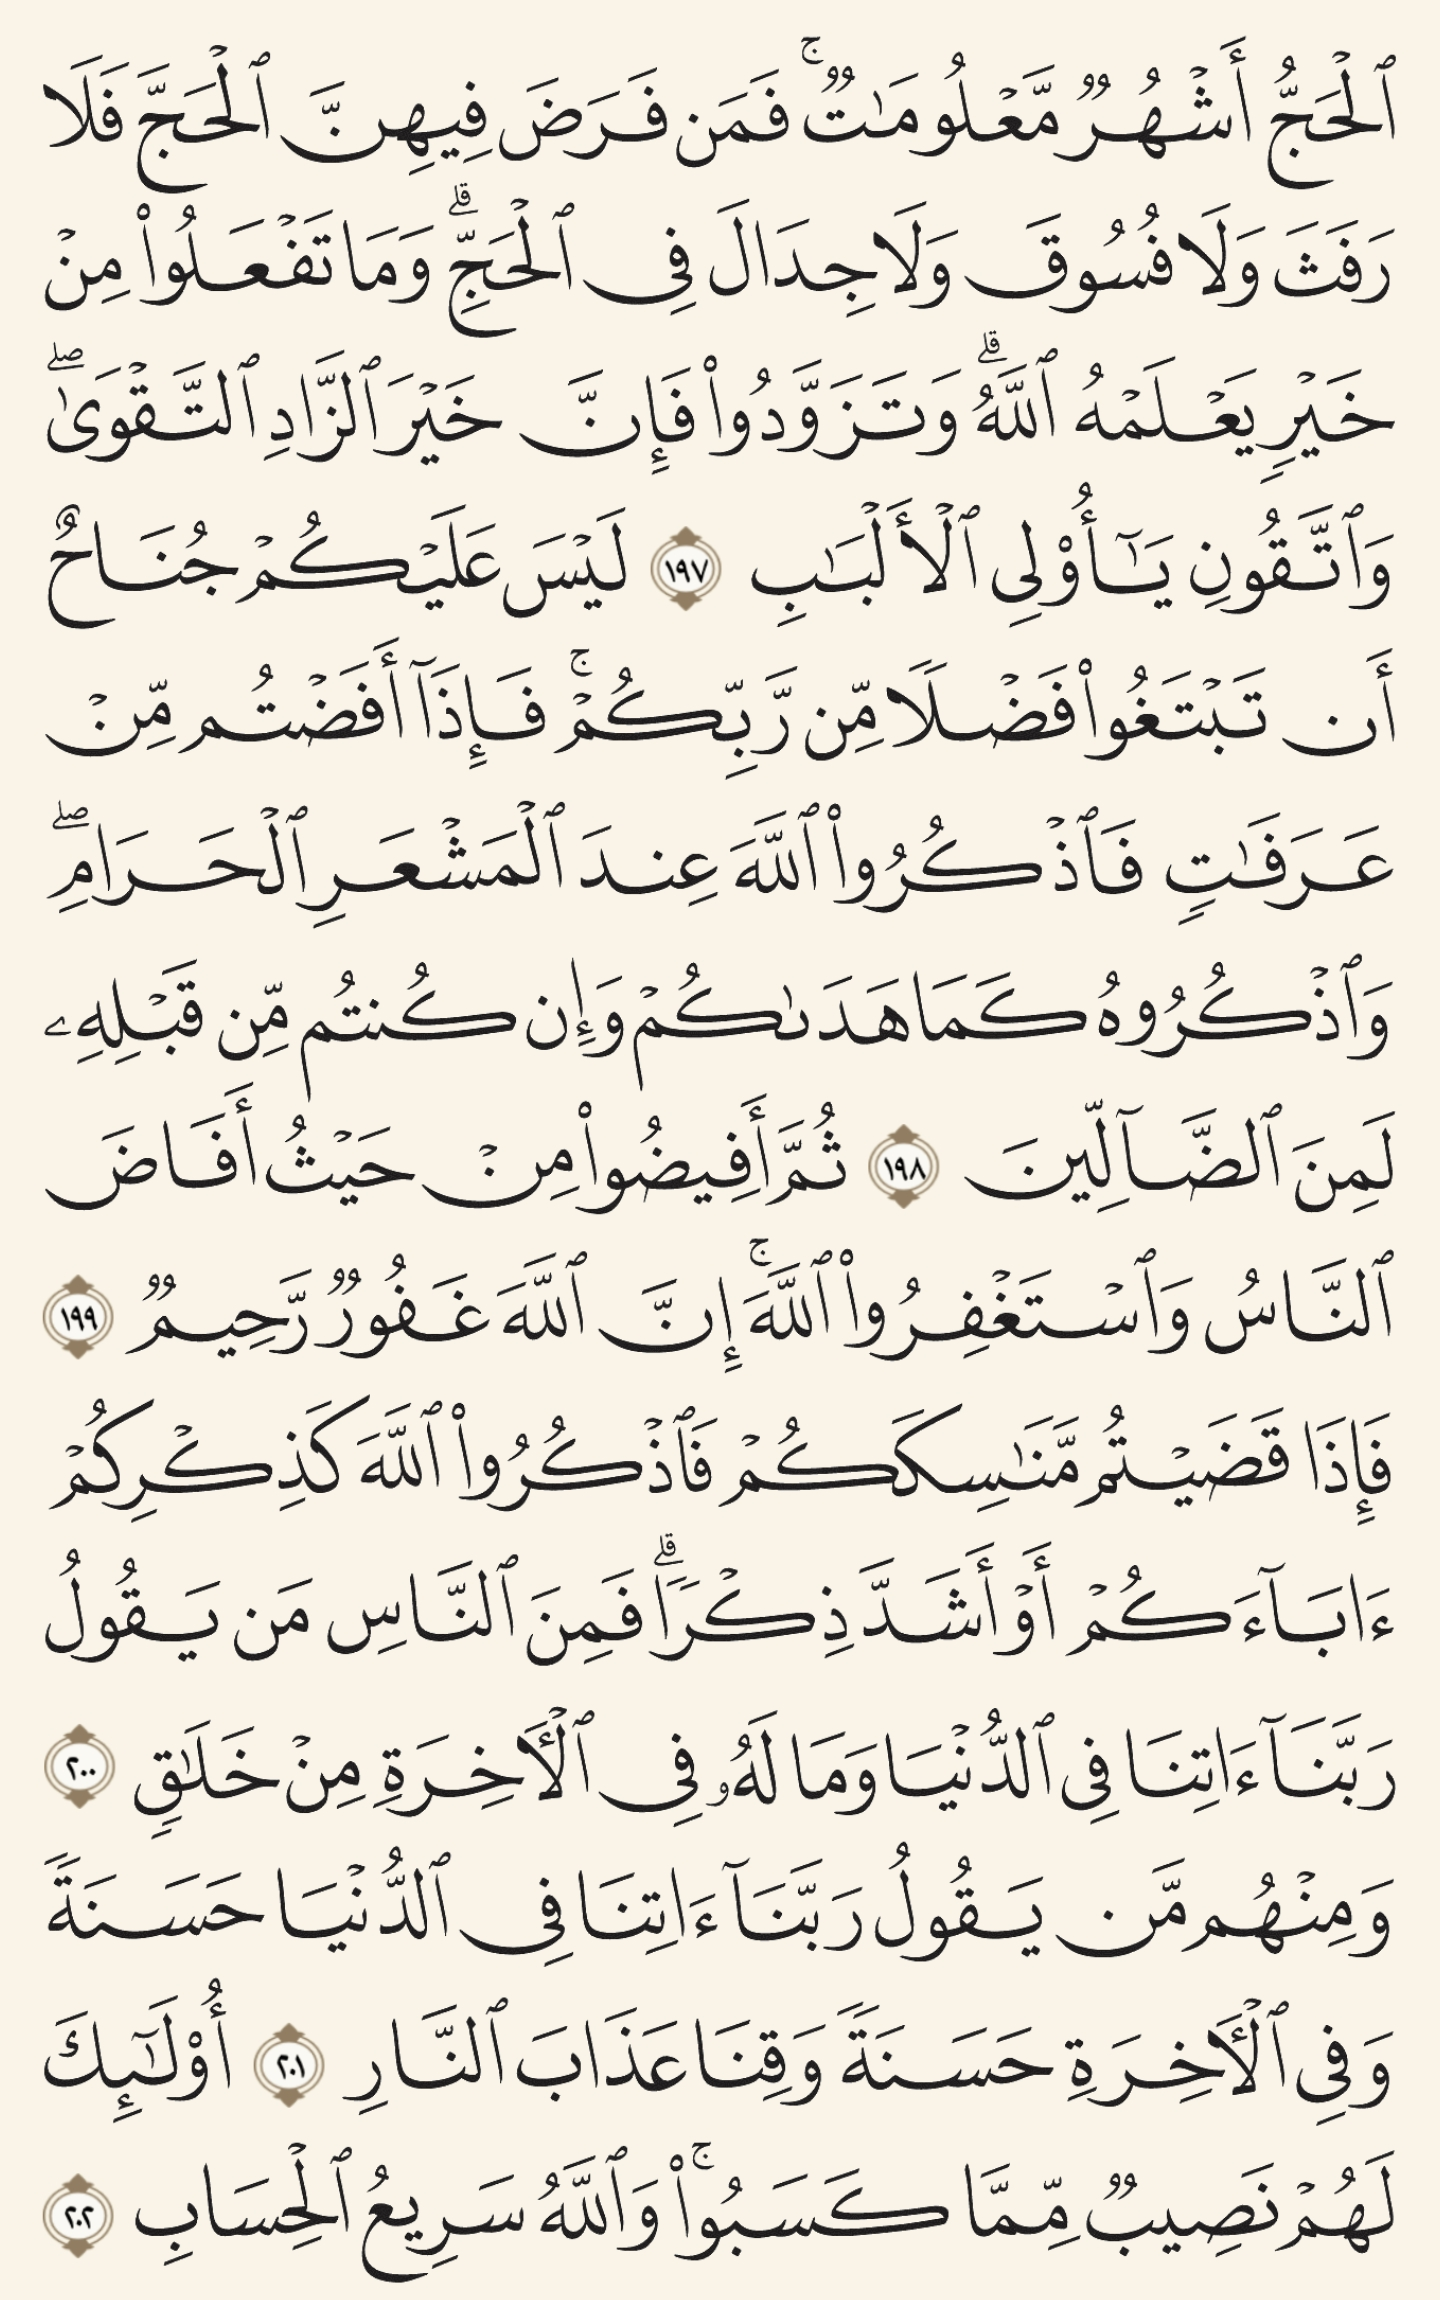 ٱلۡحَجُّ أَشۡهُرٞ مَّعۡلُومَٰتٞۚ فَمَن فَرَضَ فِيهِنَّ ٱلۡحَجَّ فَلَا
رَفَثَ وَلَا فُسُوقَ وَلَا جِدَالَ فِي ٱلۡحَجِّۗ وَمَا تَفۡعَلُواْ مِنۡ
خَيۡرٖ يَعۡلَمۡهُ ٱللَّهُۗ وَتَزَوَّدُواْ فَإِنَّ خَيۡرَ ٱلزَّادِ ٱلتَّقۡوَىٰۖ
وَٱتَّقُونِ يَٰٓأُوْلِي ٱلۡأَلۡبَٰبِ ١٩٧ لَيۡسَ عَلَيۡكُمۡ جُنَاحٌ
أَن تَبۡتَغُواْ فَضۡلٗا مِّن رَّبِّكُمۡۚ فَإِذَآ أَفَضۡتُم مِّنۡ
عَرَفَٰتٖ فَٱذۡكُرُواْ ٱللَّهَ عِندَ ٱلۡمَشۡعَرِ ٱلۡحَرَامِۖ
وَٱذۡكُرُوهُ كَمَا هَدَىٰكُمۡ وَإِن كُنتُم مِّن قَبۡلِهِۦ
لَمِنَ ٱلضَّآلِّينَ ١٩٨ ثُمَّ أَفِيضُواْ مِنۡ حَيۡثُ أَفَاضَ
ٱلنَّاسُ وَٱسۡتَغۡفِرُواْ ٱللَّهَۚ إِنَّ ٱللَّهَ غَفُورٞ رَّحِيمٞ ١٩٩
فَإِذَا قَضَيۡتُم مَّنَٰسِكَكُمۡ فَٱذۡكُرُواْ ٱللَّهَ كَذِكۡرِكُمۡ
ءَابَآءَكُمۡ أَوۡ أَشَدَّ ذِكۡرٗاۗ فَمِنَ ٱلنَّاسِ مَن يَقُولُ
رَبَّنَآ ءَاتِنَا فِي ٱلدُّنۡيَا وَمَا لَهُۥ فِي ٱلۡأٓخِرَةِ مِنۡ خَلَٰقٖ ٢٠٠
وَمِنۡهُم مَّن يَقُولُ رَبَّنَآ ءَاتِنَا فِي ٱلدُّنۡيَا حَسَنَةٗ
وَفِي ٱلۡأٓخِرَةِ حَسَنَةٗ وَقِنَا عَذَابَ ٱلنَّارِ ٢٠١ أُوْلَٰٓئِكَ
لَهُمۡ نَصِيبٞ مِّمَّا كَسَبُواْۚ وَٱللَّهُ سَرِيعُ ٱلۡحِسَابِ ٢٠٢